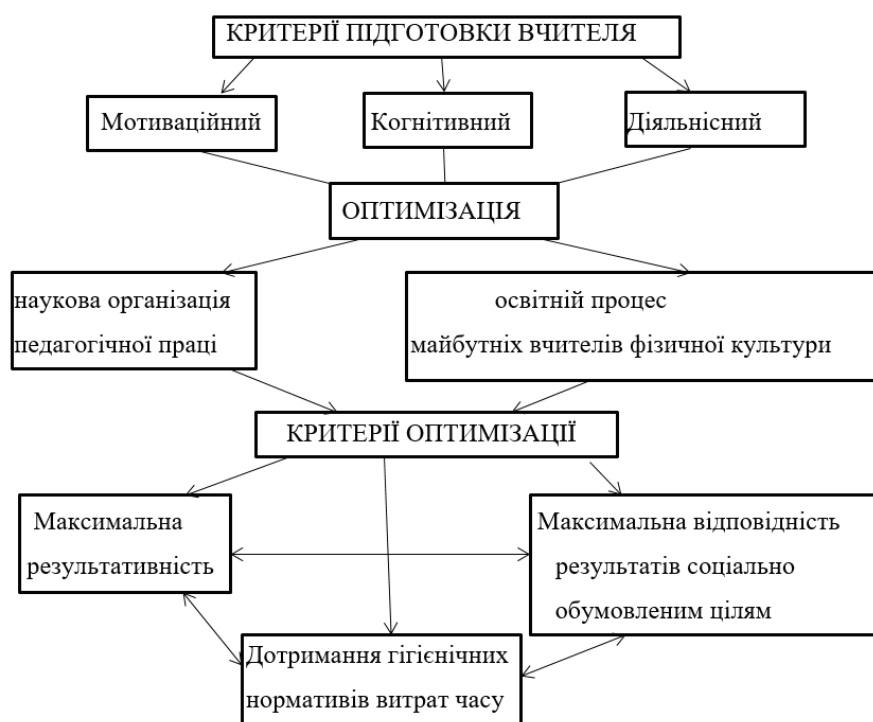 КРИТЕРІЇ ПІДГОТОВКИ ВЧИТЕЛЯ
Мотиваційний
Когнітивний
Діяльнісний
ОПТИМІЗАЦІЯ
наукова організація
педагогічної праці
освітній процес
майбутніх вчителів фізичної культури
КРИТЕРІЇ ОПТИМІЗАЦІЇ
Максимальна
результативність
Максимальна відповідність
результатів соціально
обумовленим цілям
Дотримання гігієнічних
нормативів витрат часу